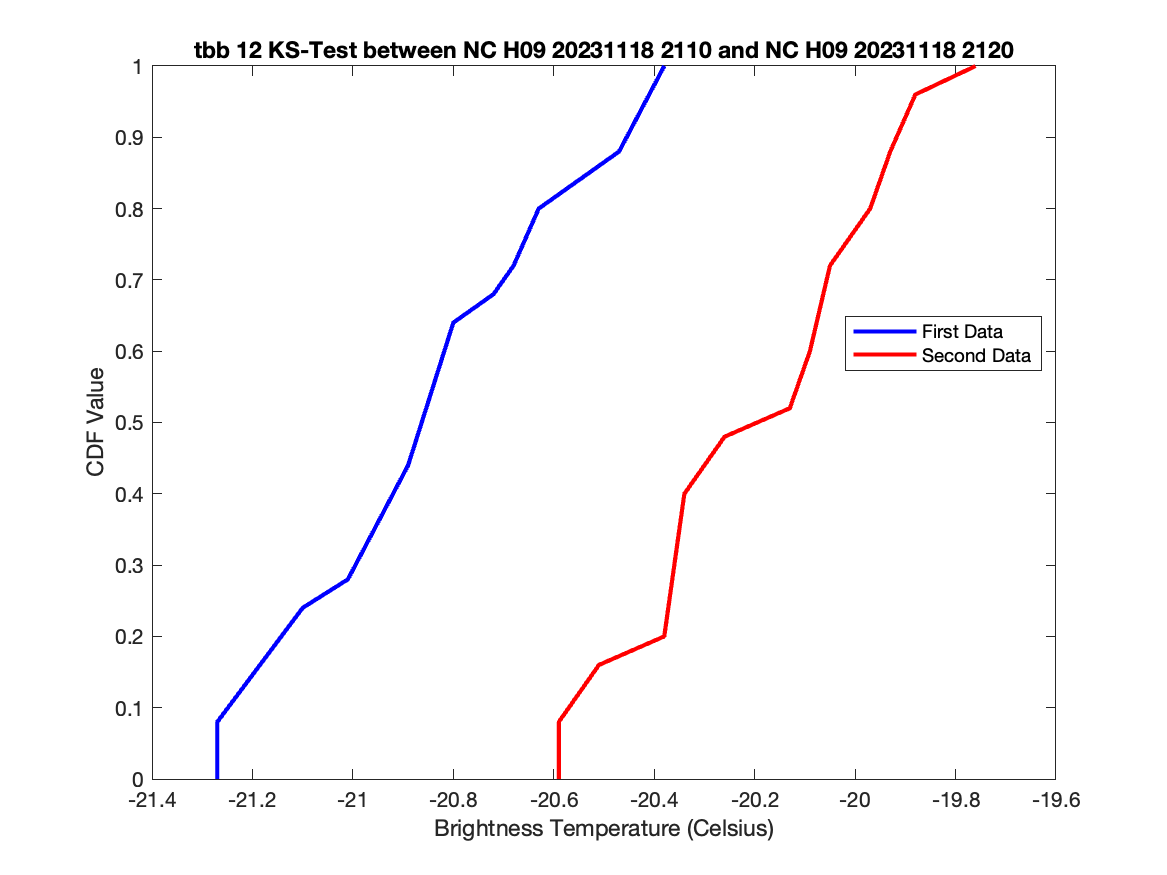 tbb 12 KS-Test between NC H09 20231118 2110 and NC H09 20231118 2120
1
0.9
0.8
0.7
0.6
0.5
0.4
0.3
0.2
0.1
0
CDF Value
First Data
Second Data
-21.4 -21.2 -21 -20.8 -20.6 -20.4 -20.2 -20 -19.8 -19.6
Brightness Temperature (Celsius)